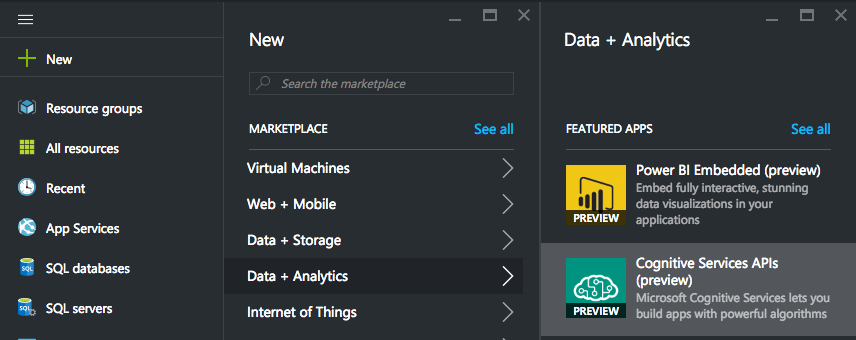 New
Resource groups
All resources
Recent
App Services
SQL
SQL databases
SQL
SQL servers
New
Search the marketplace
MARKETPLACE
See all
Virtual Machines
Web + Mobile
Data + Storage
Data + Analytics
Internet of Things
Data + Analytics
FEATURED APPS
See all
PREVIEW
Power BI Embedded (preview)
Embed fully interactive, stunning
data visualizations in your
applications
PREVIEW
Cognitive Services APIs
(preview)
Microsoft Cognitive Services lets you
build apps with powerful algorithms